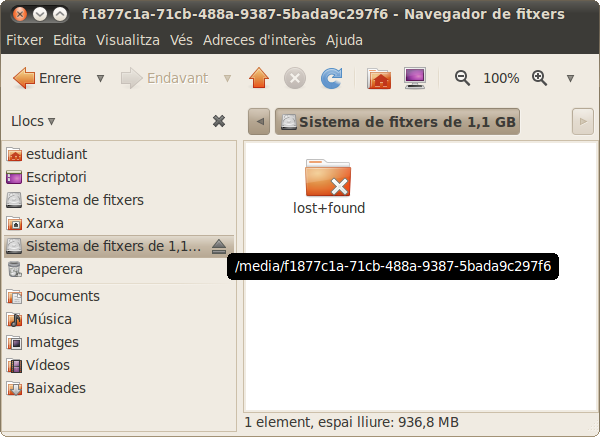 f1877c1a-71cb-488a-9387-5bada9c297f6 - Navegador de fitxers
Fitxer Edita Visualitza Vés Adreces d'interès Ajuda
Enrere Endavant 100%
Llocs
Sistema de fitxers de 1,1 GB
estudiant
Escriptori
Sistema de fitxers
Xarxa
Sistema de fitxers de 1,1...
Paperera
Documents
Música
Imatges
Vídeos
Baixades
lost+found
/media/f1877c1a-71cb-488a-9387-5bada9c297f6
1 element, espai lliure: 936,8 MB